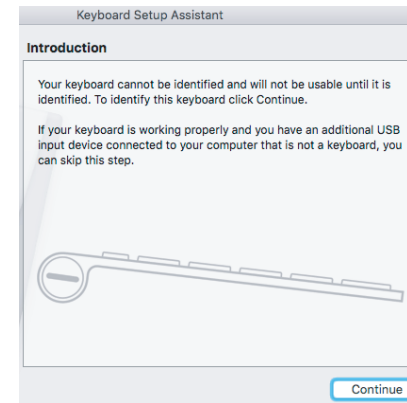 Keyboard Setup Assistant
Introduction
Your keyboard cannot be identified and will not be usable until it is
identified. To identify this keyboard click Continue.
If your keyboard is working properly and you have an additional USB
input device connected to your computer that is not a keyboard, you
can skip this step.
Continue